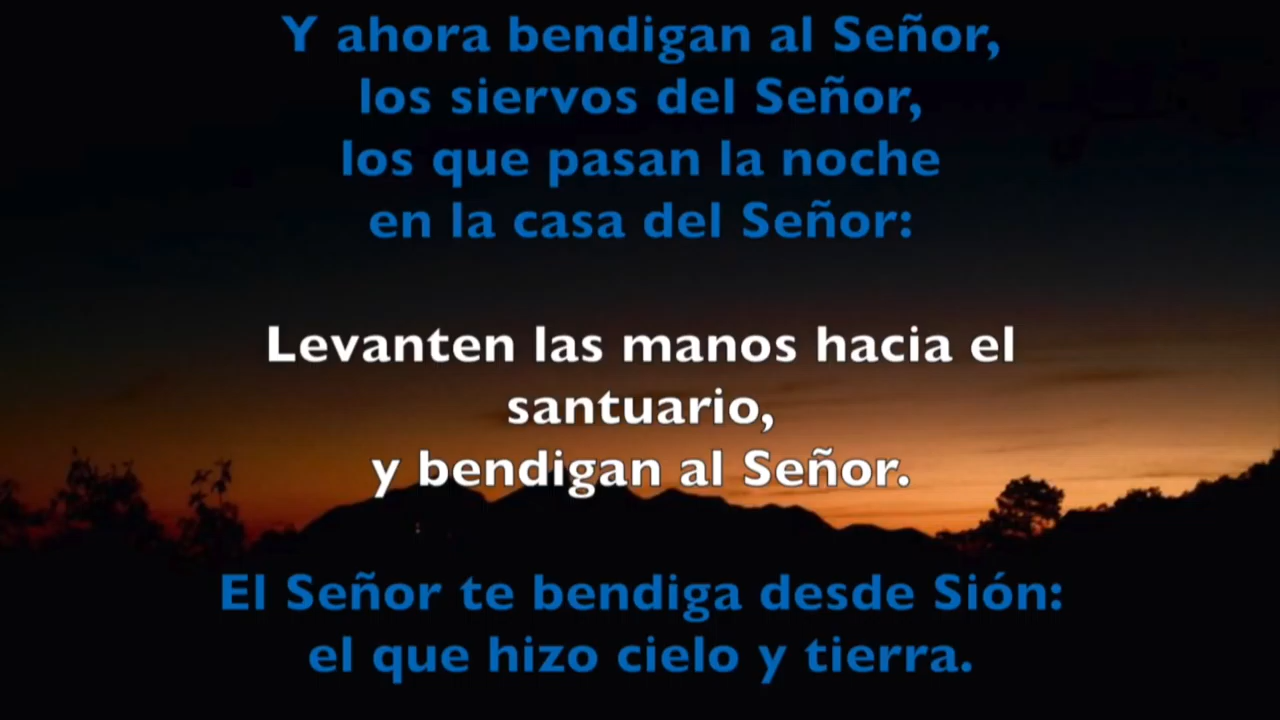 Y ahora bendigan al Señor,
los siervos del Señor,
los que pasan la noche
en la casa del Señor:
Levanten las manos hacia el
santuario,
y bendigan al Señor.
El Señor te bendiga desde Sión:
el que hizo cielo y tierra.